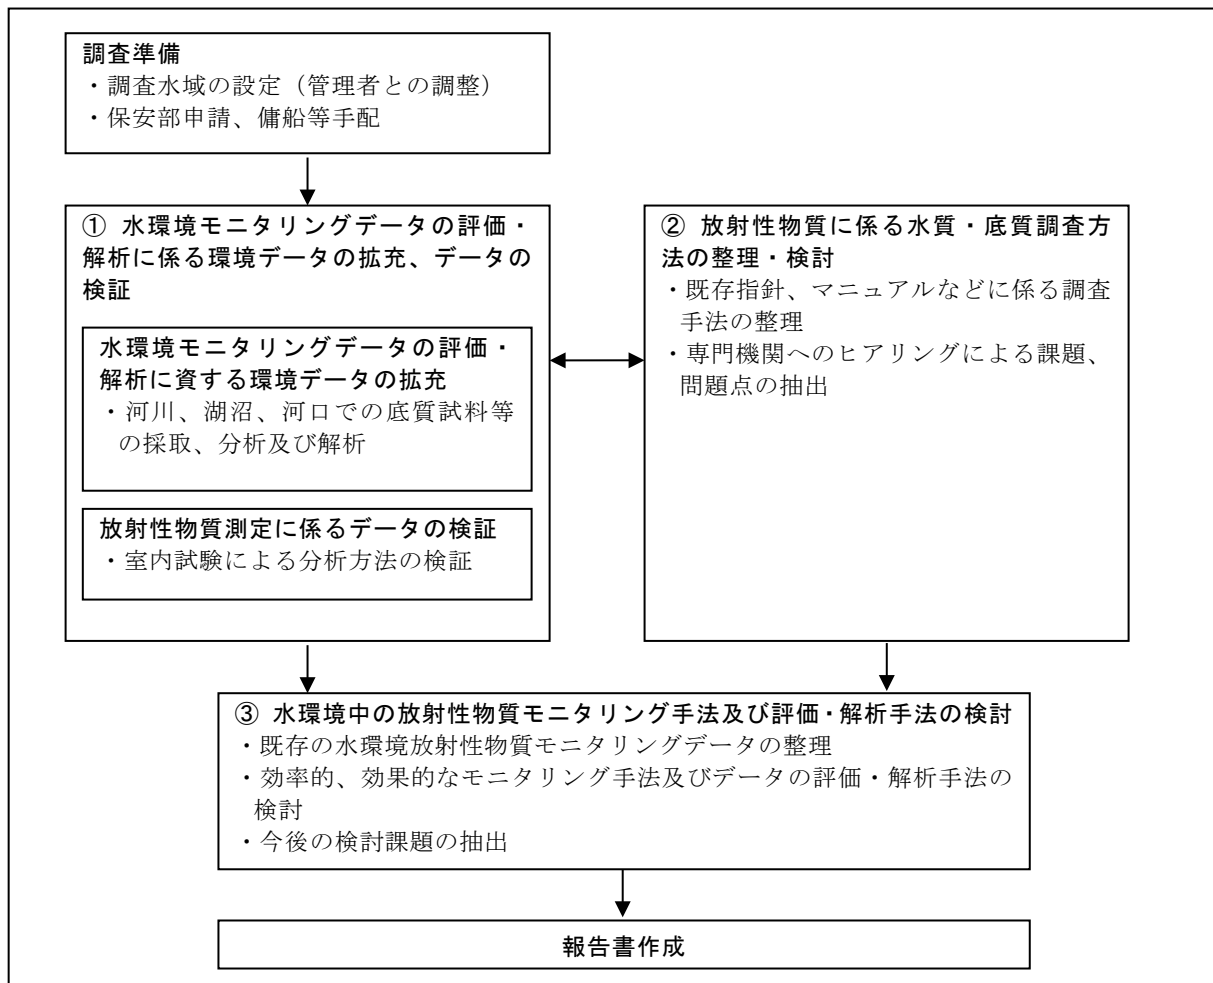 調査準備
・調査水域の設定（管理者との調整）
・保安部申請、傭船等手配
① 水環境モニタリングデータの評価・
解析に係る環境データの拡充、データの
検証
水環境モニタリングデータの評価・
解析に資する環境データの拡充
・河川、湖沼、河口での底質試料等
の採取、分析及び解析
放射性物質測定に係るデータの検証
・室内試験による分析方法の検証
② 放射性物質に係る水質・底質調査方
法の整理・検討
・既存指針、マニュアルなどに係る調査
手法の整理
・専門機関へのヒアリングによる課題、
問題点の抽出
③ 水環境中の放射性物質モニタリング手法及び評価・解析手法の検討
・既存の水環境放射性物質モニタリングデータの整理
・効率的、効果的なモニタリング手法及びデータの評価・解析手法の
検討
・今後の検討課題の抽出
報告書作成